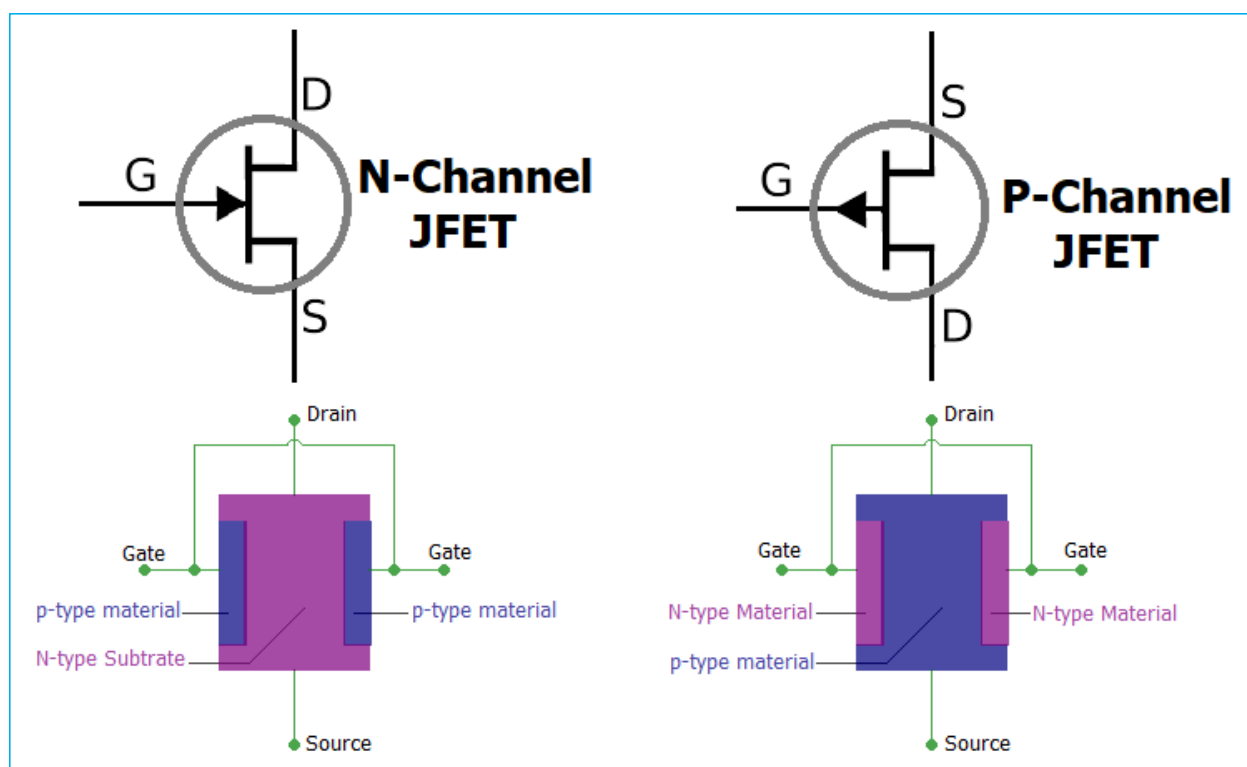 D
G
N-Channel
JFET
S
S
G
P-Channel
JFET
D
Drain
Gate
Gate
p-type material
p-type material
N-type Subtrate
Source
Drain
Gate
Gate
N-type Material
N-type Material
p-type material
Source